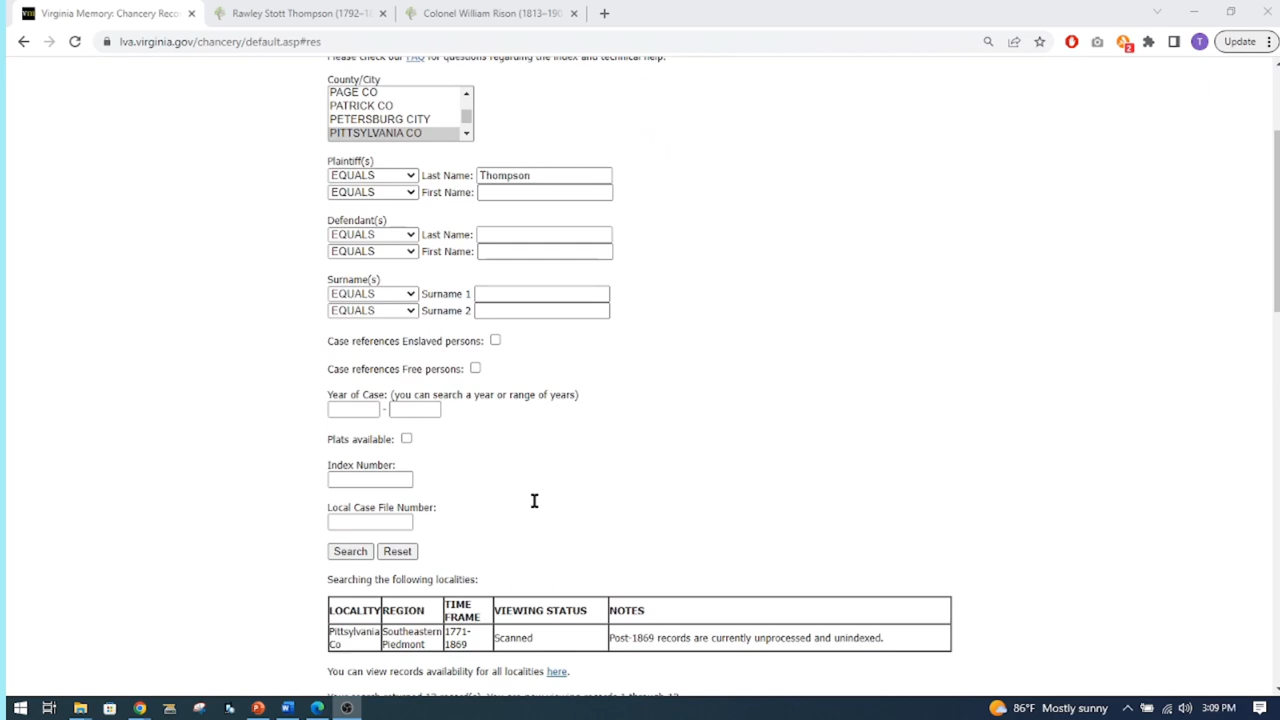 Virginia Memory: Chancery Reco
Rawley Stott Thompson (1792–1
Colonel William Rison (1813–190
lva.virginia.gov/chancery/default.asp#res
2
T
Update
Please check our FAQ for questions regarding the index and technical help.
County/City
PAGE CO
PATRICK CO
PETERSBURG CITY
PITTSYLVANIA CO
Plaintiff(s)
EQUALS Last Name: Thompson
EQUALS First Name:
Defendant(s)
EQUALS Last Name:
EQUALS First Name:
Surname(s)
EQUALS Surname 1
EQUALS Surname 2
Case references Enslaved persons:
Case references Free persons:
Year of Case: (you can search a year or range of years)
-
Plats available:
Index Number:
Local Case File Number:
Search Reset
Searching the following localities:
LOCALITY REGION TIME FRAME VIEWING STATUS NOTES
Pittsylvania Co Southeastern Piedmont 1771-1869 Scanned Post-1869 records are currently unprocessed and unindexed.
You can view records availability for all localities here.
86°F Mostly sunny
3:09 PM